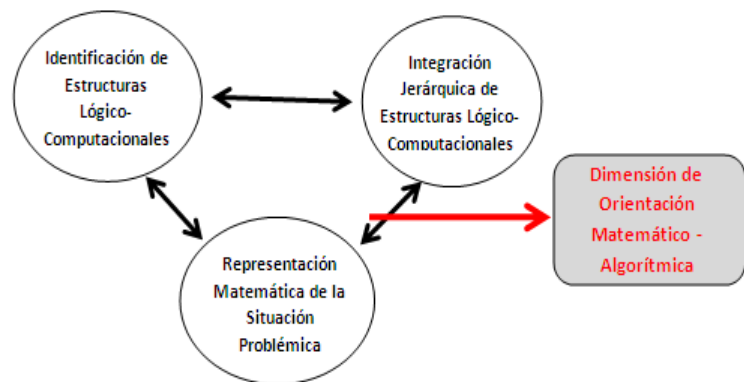 Identificación de
Estructuras
Lógico-
Computacionales
Integración
Jerárquica de
Estructuras Lógico-
Computacionales
Representación
Matemática de la
Situación
Problémica
Dimensión de
Orientación
Matemático -
Algorítmica